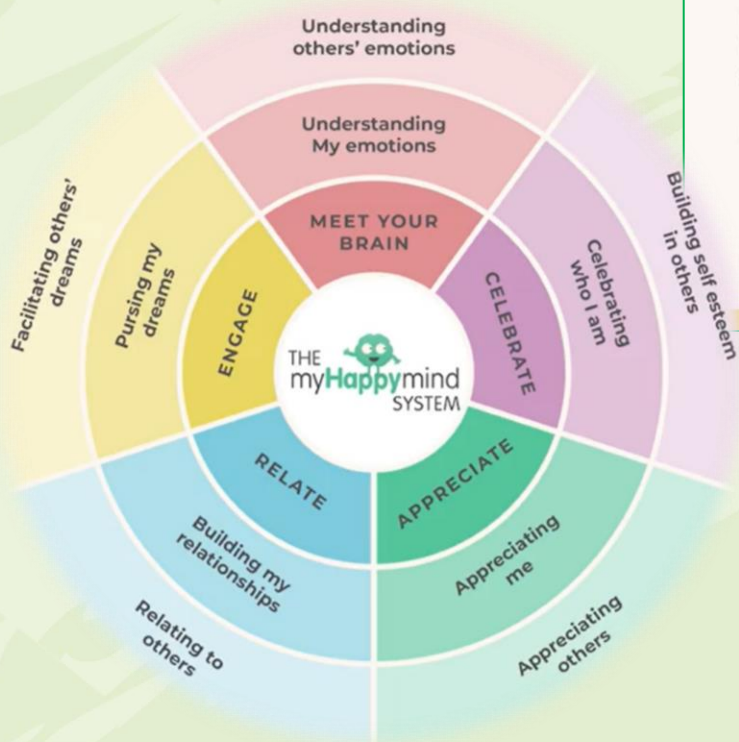 Understanding
others' emotions
Understanding
My emotions
MEET YOUR
BRAIN
Building self esteem
in others
Celebrating
who I am
CELEBRATE
Appreciating
others
Appreciating
me
APPRECIATE
Relating to
others
Building my
relationships
RELATE
Facilitating others'
dreams
Pursing my
dreams
ENGAGE
THE
myHappymind
SYSTEM